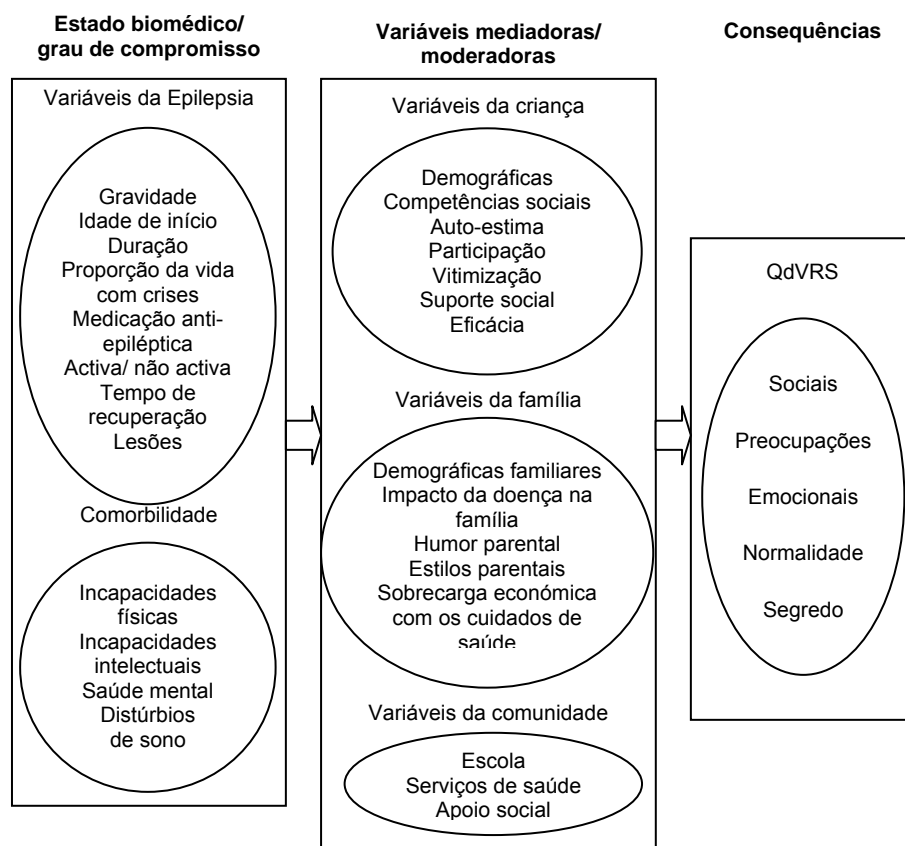 Estado biomédico/
grau de compromisso
Variáveis da Epilepsia
Gravidade
Idade de início
Duração
Proporção da vida
com crises
Medicação anti-
epiléptica
Activa/ não activa
Tempo de
recuperação
Lesões
Comorbilidade
Incapacidades
físicas
Incapacidades
intelectuais
Saúde mental
Distúrbios
de sono
Variáveis mediadoras/
moderadoras
Variáveis da criança
Demográficas
Competências sociais
Auto-estima
Participação
Vitimização
Suporte social
Eficácia
Variáveis da família
Demográficas familiares
Impacto da doença na
família
Humor parental
Estilos parentais
Sobrecarga económica
com os cuidados de
saúde
Variáveis da comunidade
Escola
Serviços de saúde
Apoio social
Consequências
QdVRS
Sociais
Preocupações
Emocionais
Normalidade
Segredo